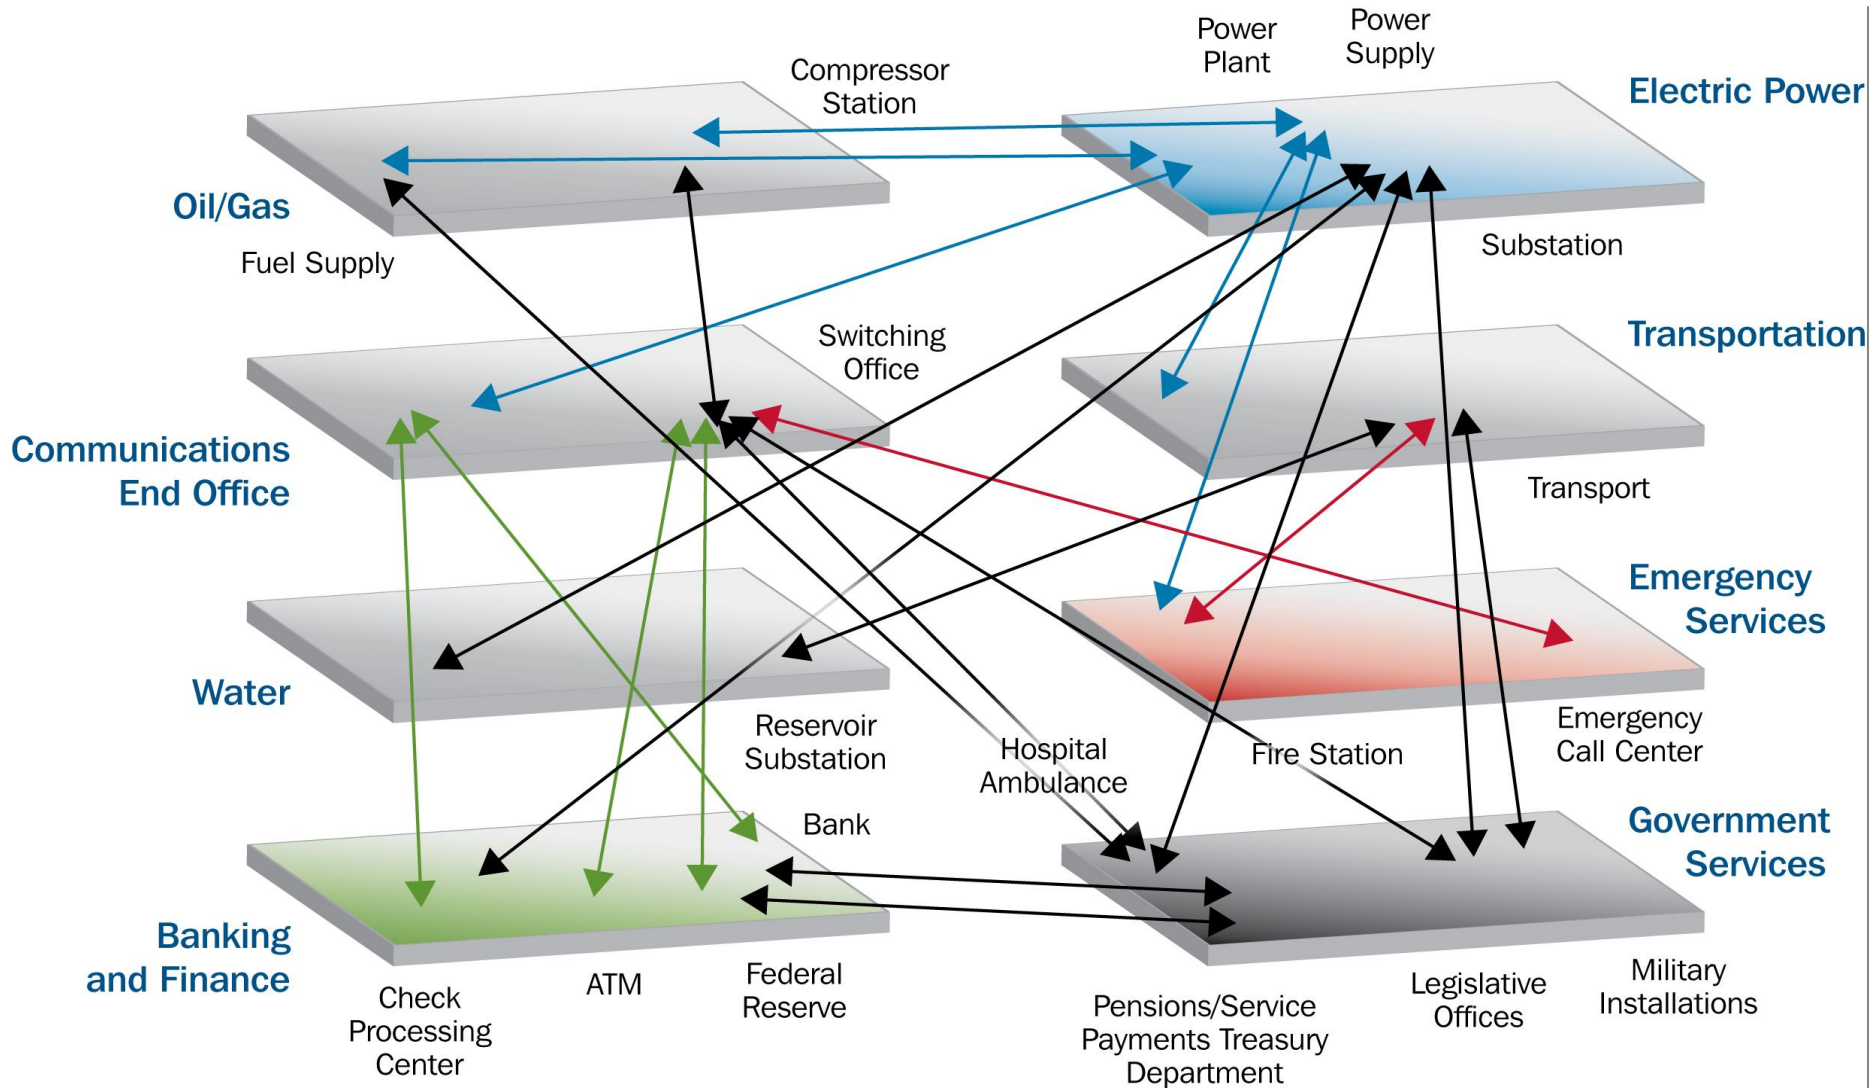 Power
Plant
Power
Supply
Compressor
Station
Electric Power
Oil/Gas
Fuel Supply
Substation
Switching
Office
Transportation
Communications
End Office
Transport
Emergency
Services
Water
Reservoir
Substation
Hospital
Ambulance
Fire Station
Emergency
Call Center
Bank
Government
Services
Banking
and Finance
Check
Processing
Center
ATM
Federal
Reserve
Pensions/Service
Payments Treasury
Department
Legislative
Offices
Military
Installations